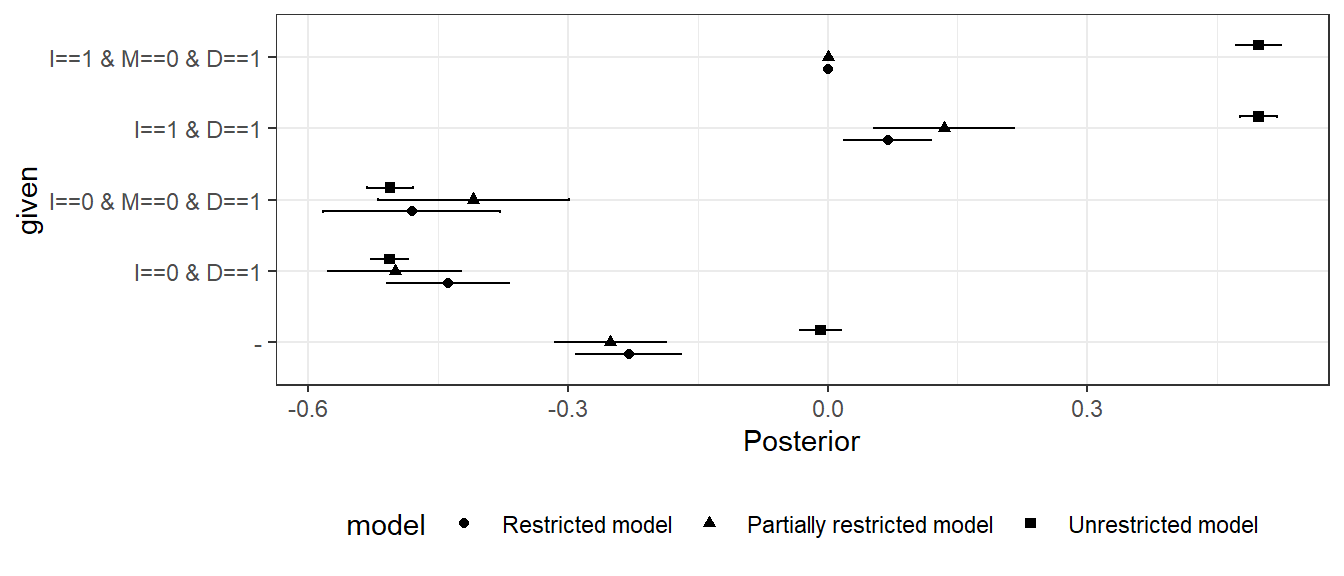 given
I==1 & M==0 & D==1
I==1 & D==1
I==0 & M==0 & D==1
I==0 & D==1
-
-0.6 -0.3 0.0 0.3
Posterior
model Restricted model Partially restricted model Unrestricted model